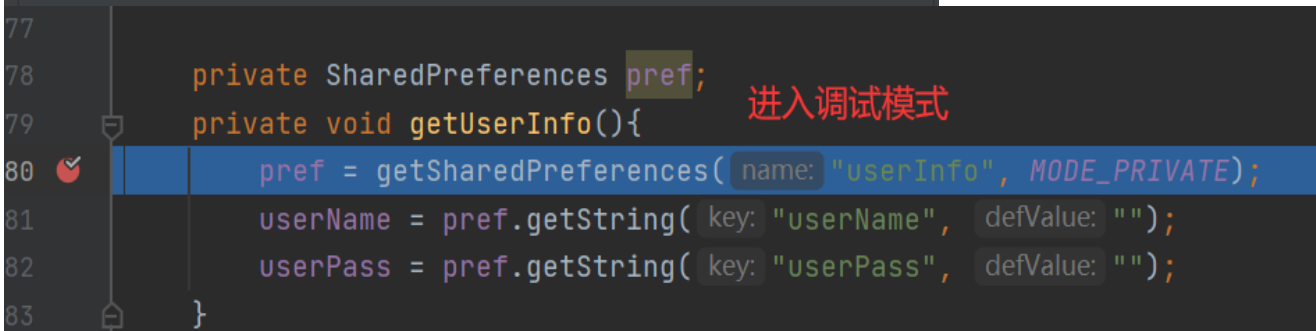 77
78 private SharedPreferences pref;
进入调试模式
79 private void getUserInfo(){
80 pref = getSharedPreferences( name: "userInfo", MODE_PRIVATE);
81 userName = pref.getString( key: "userName", defValue: "");
82 userPass = pref.getString( key: "userPass", defValue: "");
83 }